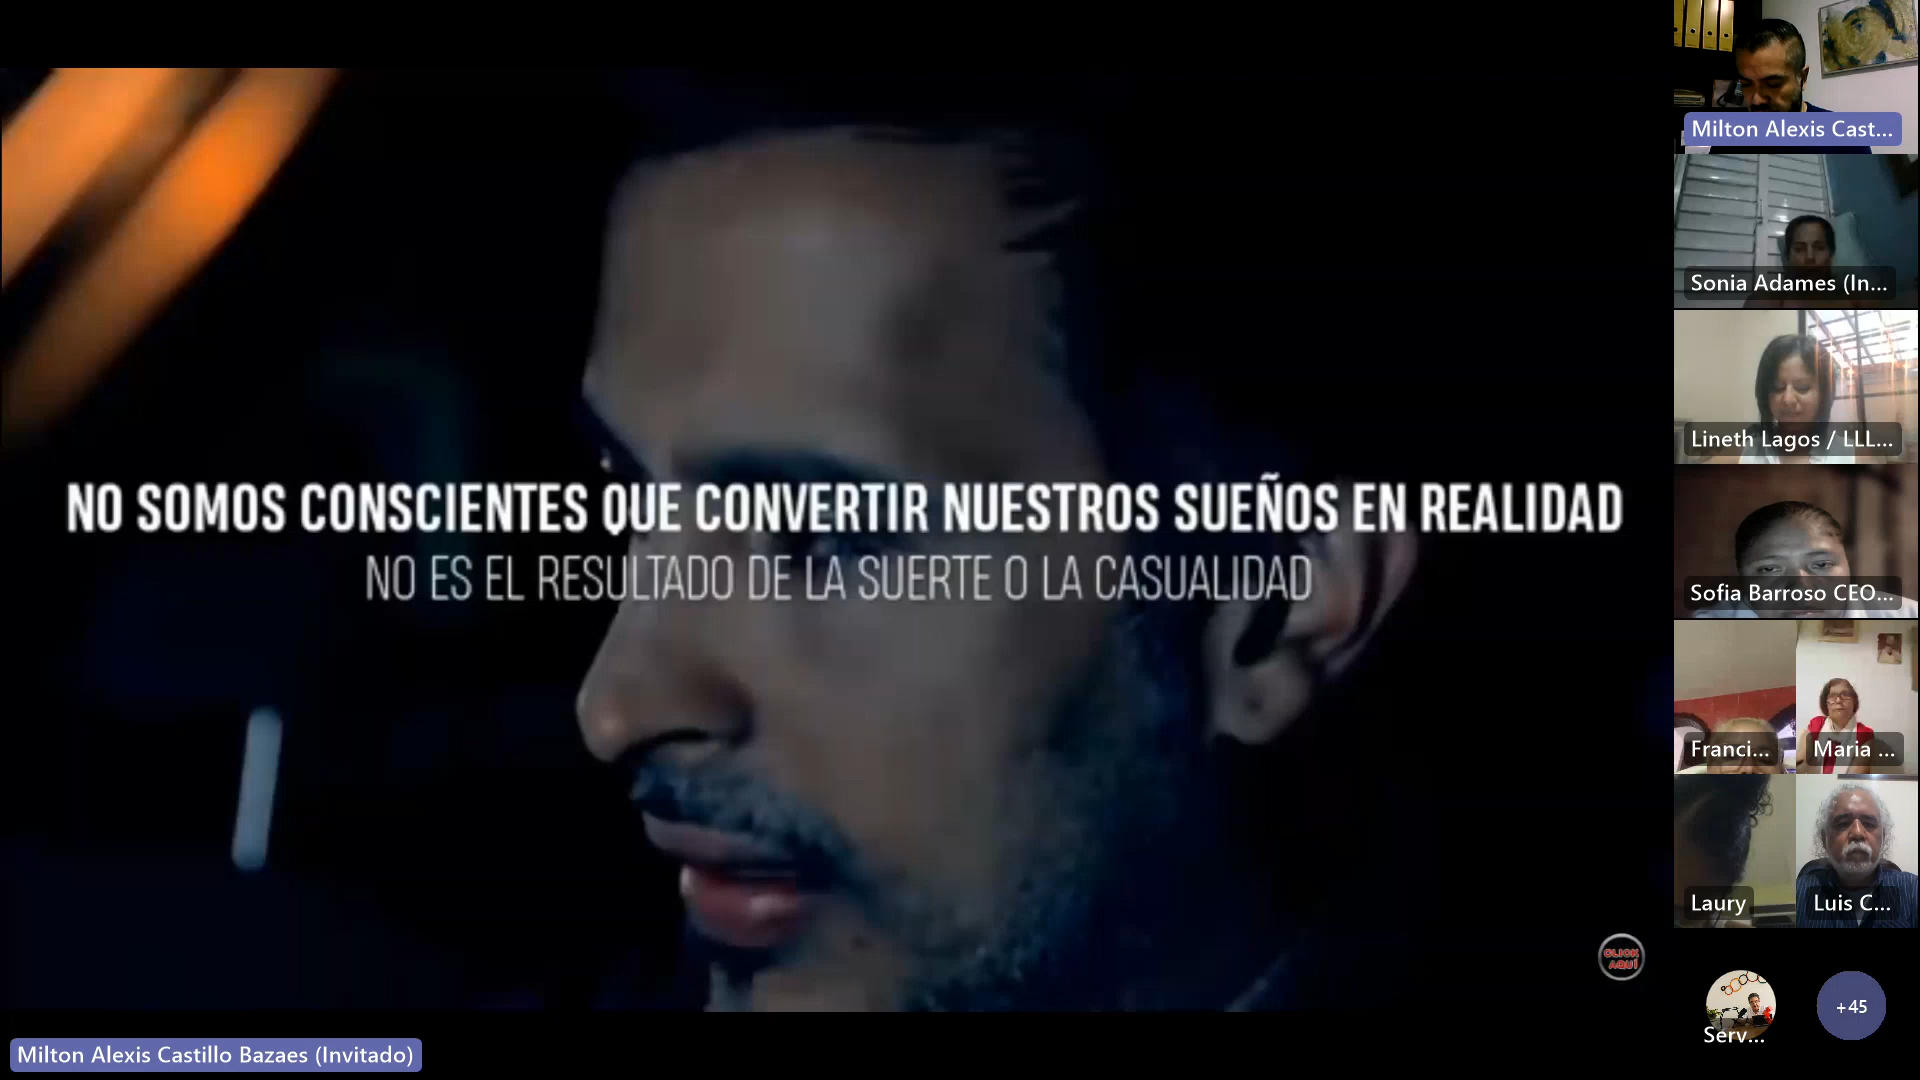 NO SOMOS CONSCIENTES QUE CONVERTIR NUESTROS SUEÑOS EN REALIDAD
NO ES EL RESULTADO DE LA SUERTE O LA CASUALIDAD
CLICK
AQUÍ
Milton Alexis Castillo Bazaes (Invitado)
Milton Alexis Cast...
Sonia Adames (In...
Lineth Lagos / LLL...
Sofia Barroso CEO...
Franci...
Maria ...
Laury
Luis C...
Serv...
+45